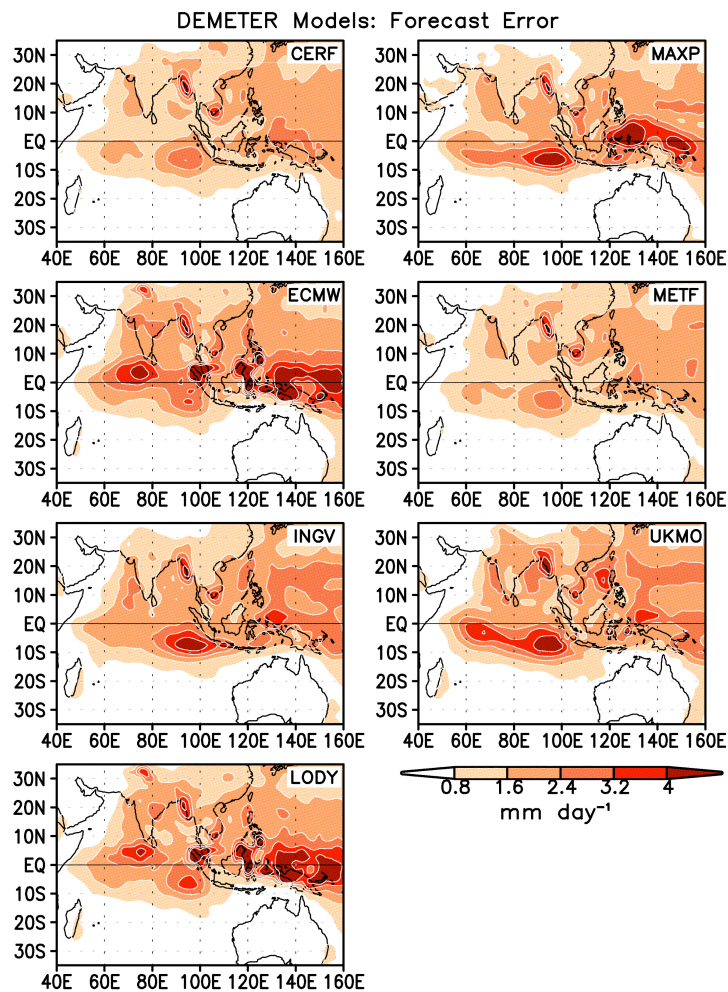 DEMETER Models: Forecast Error
CERF
30N
20N
10N
EQ
10S
20S
30S
40E 60E 80E 100E 120E 140E 160E
MAXP
30N
20N
10N
EQ
10S
20S
30S
40E 60E 80E 100E 120E 140E 160E
ECMW
30N
20N
10N
EQ
10S
20S
30S
40E 60E 80E 100E 120E 140E 160E
METF
30N
20N
10N
EQ
10S
20S
30S
40E 60E 80E 100E 120E 140E 160E
INGV
30N
20N
10N
EQ
10S
20S
30S
40E 60E 80E 100E 120E 140E 160E
UKMO
30N
20N
10N
EQ
10S
20S
30S
40E 60E 80E 100E 120E 140E 160E
LODY
30N
20N
10N
EQ
10S
20S
30S
40E 60E 80E 100E 120E 140E 160E
0.8 1.6 2.4 3.2 4
mm day⁻¹